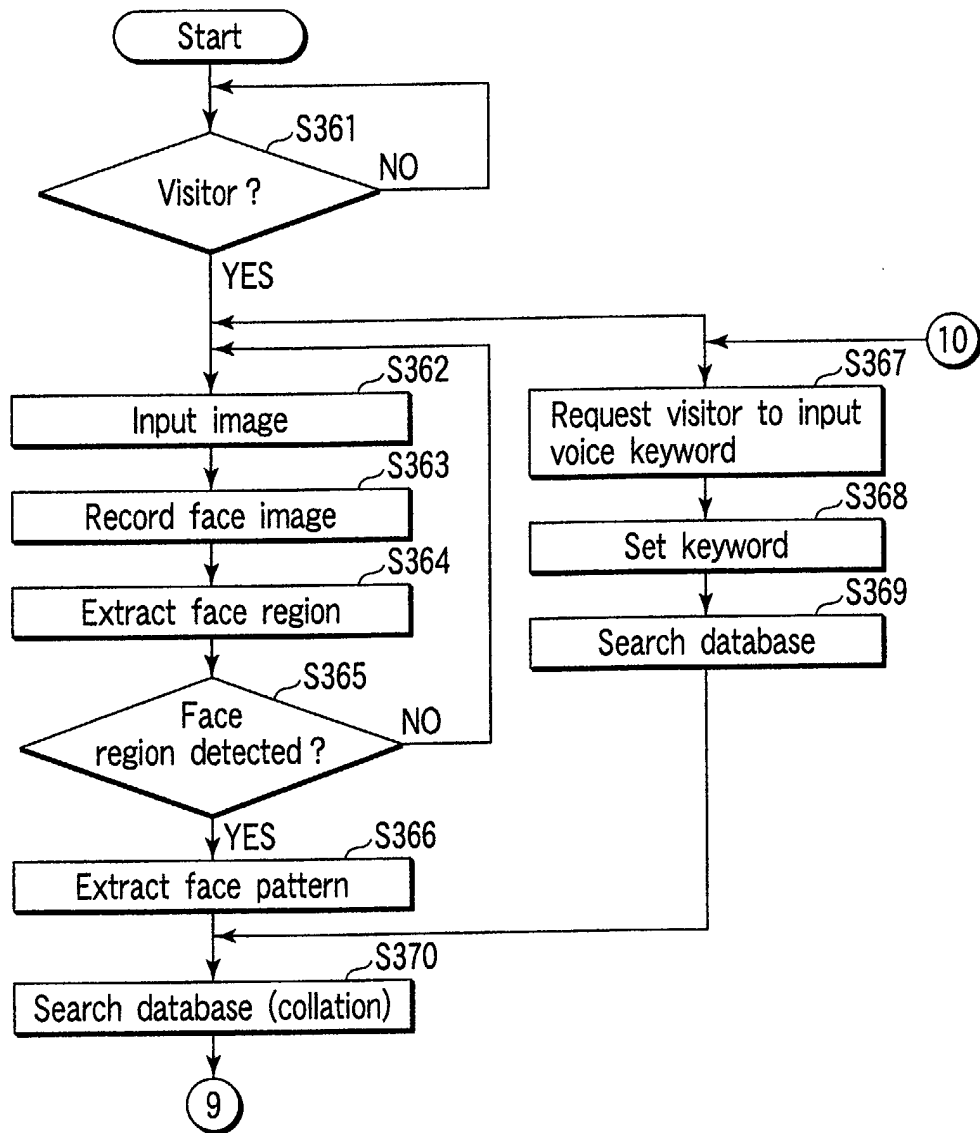 Start
S361
Visitor ?
NO
YES
10
S362
Input image
S363
Record face image
S364
Extract face region
S365
Face
region detected ?
NO
YES
S366
Extract face pattern
S367
Request visitor to input
voice keyword
S368
Set keyword
S369
Search database
S370
Search database (collation)
9